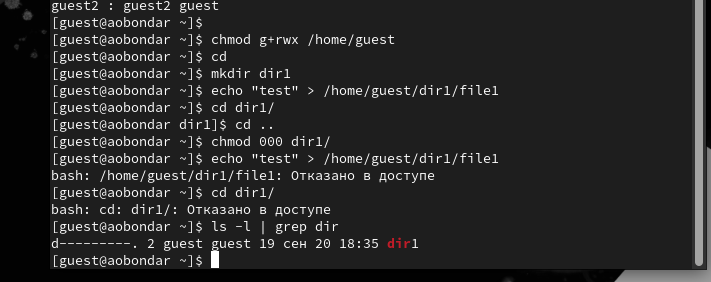 guest2 : guest2 guest
[guest@aobondar ~]$
[guest@aobondar ~]$ chmod g+rwx /home/guest
[guest@aobondar ~]$ cd
[guest@aobondar ~]$ mkdir dir1
[guest@aobondar ~]$ echo "test" > /home/guest/dir1/file1
[guest@aobondar ~]$ cd dir1/
[guest@aobondar dir1]$ cd ..
[guest@aobondar ~]$ chmod 000 dir1/
[guest@aobondar ~]$ echo "test" > /home/guest/dir1/file1
bash: /home/guest/dir1/file1: Отказано в доступе
[guest@aobondar ~]$ cd dir1/
bash: cd: dir1/: Отказано в доступе
[guest@aobondar ~]$ ls -l | grep dir
d---------. 2 guest guest 19 сен 20 18:35 dir1
[guest@aobondar ~]$